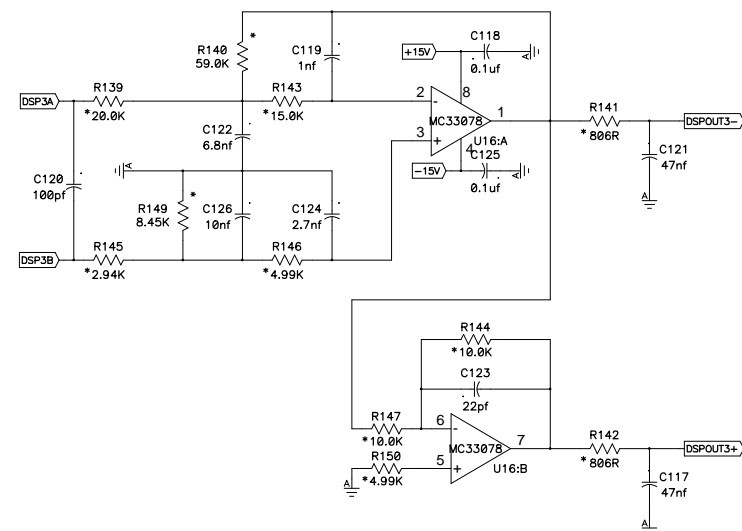 C118
*
R140
59.0K
C119
1nf
+15V
0.1uf
A
R139
R143
DSP3A
*20.0K
*15.0K
2
-
8
1
R141
DSPOUT3-
MC33078
*806R
C122
6.8nf
3
+
U16:A
4
C125
C121
47nf
A
-15V
0.1uf
A
C120
100pf
*
R149
8.45K
C126
10nf
C124
2.7nf
A
R145
R146
DSP3B
*2.94K
*4.99K
R144
*10.0K
C123
22pf
R147
6
-
*10.0K
MC33078
7
R142
DSPOUT3+
R150
5
+
*806R
*4.99K
U16:B
A
C117
47nf
A